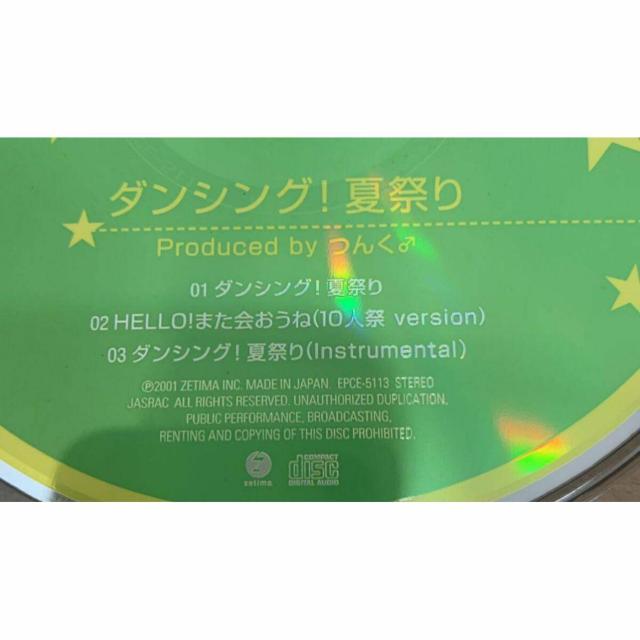 ダンシング!夏祭り
Produced by つんく♂
01 ダンシング!夏祭り
02 HELLO!また会おうね(10人祭 version)
03 ダンシング!夏祭り(Instrumental)
℗2001 ZETIMA INC. MADE IN JAPAN. EPCE-5113 STEREO
JASRAC ALL RIGHTS RESERVED. UNAUTHORIZED DUPLICATION,
PUBLIC PERFORMANCE, BROADCASTING,
RENTING AND COPYING OF THIS DISC PROHIBITED.
zetima
COMPACT
disc
DIGITAL AUDIO